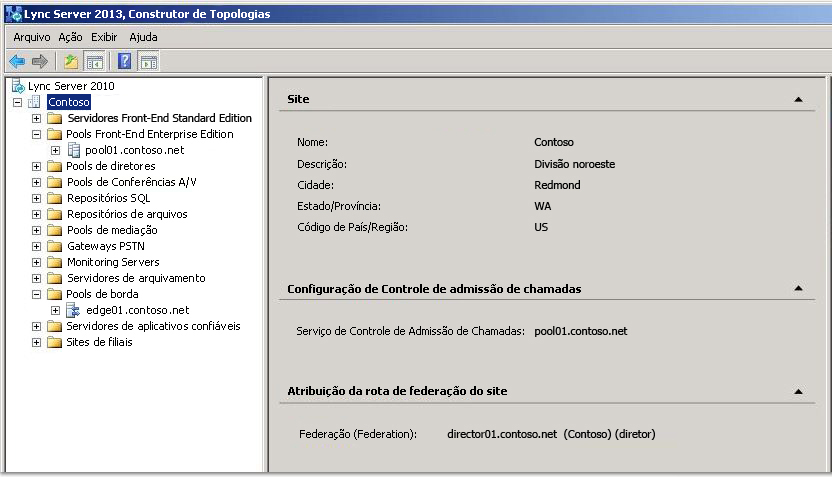 Lync Server 2013, Construtor de Topologias
Arquivo Ação Exibir Ajuda
Lync Server 2010
Contoso
Servidores Front-End Standard Edition
Pools Front-End Enterprise Edition
pool01.contoso.net
Pools de diretores
Pools de Conferências A/V
Repositórios SQL
Repositórios de arquivos
Pools de mediação
Gateways PSTN
Monitoring Servers
Servidores de arquivamento
Pools de borda
edge01.contoso.net
Servidores de aplicativos confiáveis
Sites de filiais
Site
Nome: Contoso
Descrição: Divisão noroeste
Cidade: Redmond
Estado/Província: WA
Código de País/Região: US
Configuração de Controle de admissão de chamadas
Serviço de Controle de Admissão de Chamadas: pool01.contoso.net
Atribuição da rota de federação do site
Federação (Federation): director01.contoso.net (Contoso) (diretor)